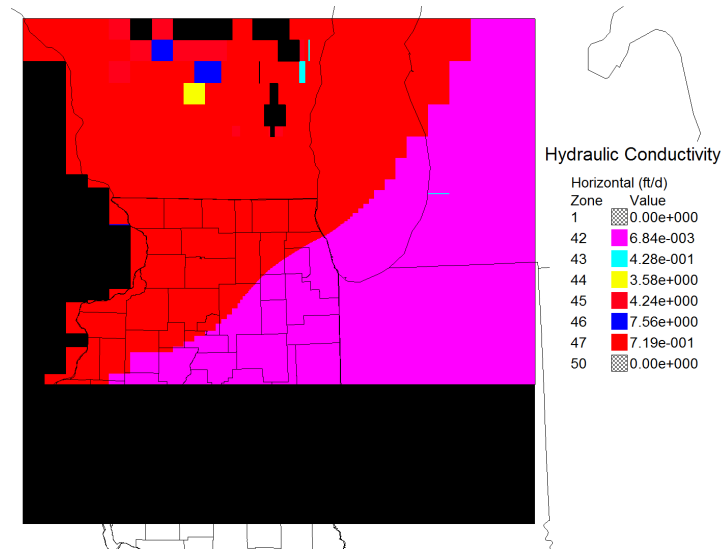 Hydraulic Conductivity
Horizontal (ft/d)
Zone Value
1 0.00e+000
42 6.84e-003
43 4.28e-001
44 3.58e+000
45 4.24e+000
46 7.56e+000
47 7.19e-001
50 0.00e+000